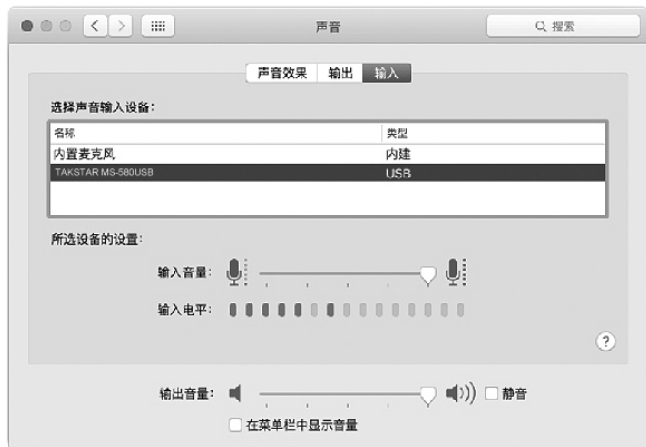 声音
搜索
声音效果 输出 输入
选择声音输入设备：
名称 类型
内置麦克风 内建
TAKSTAR MS-580USB USB
所选设备的设置：
输入音量：
输入电平：
?
输出音量： 静音
在菜单栏中显示音量